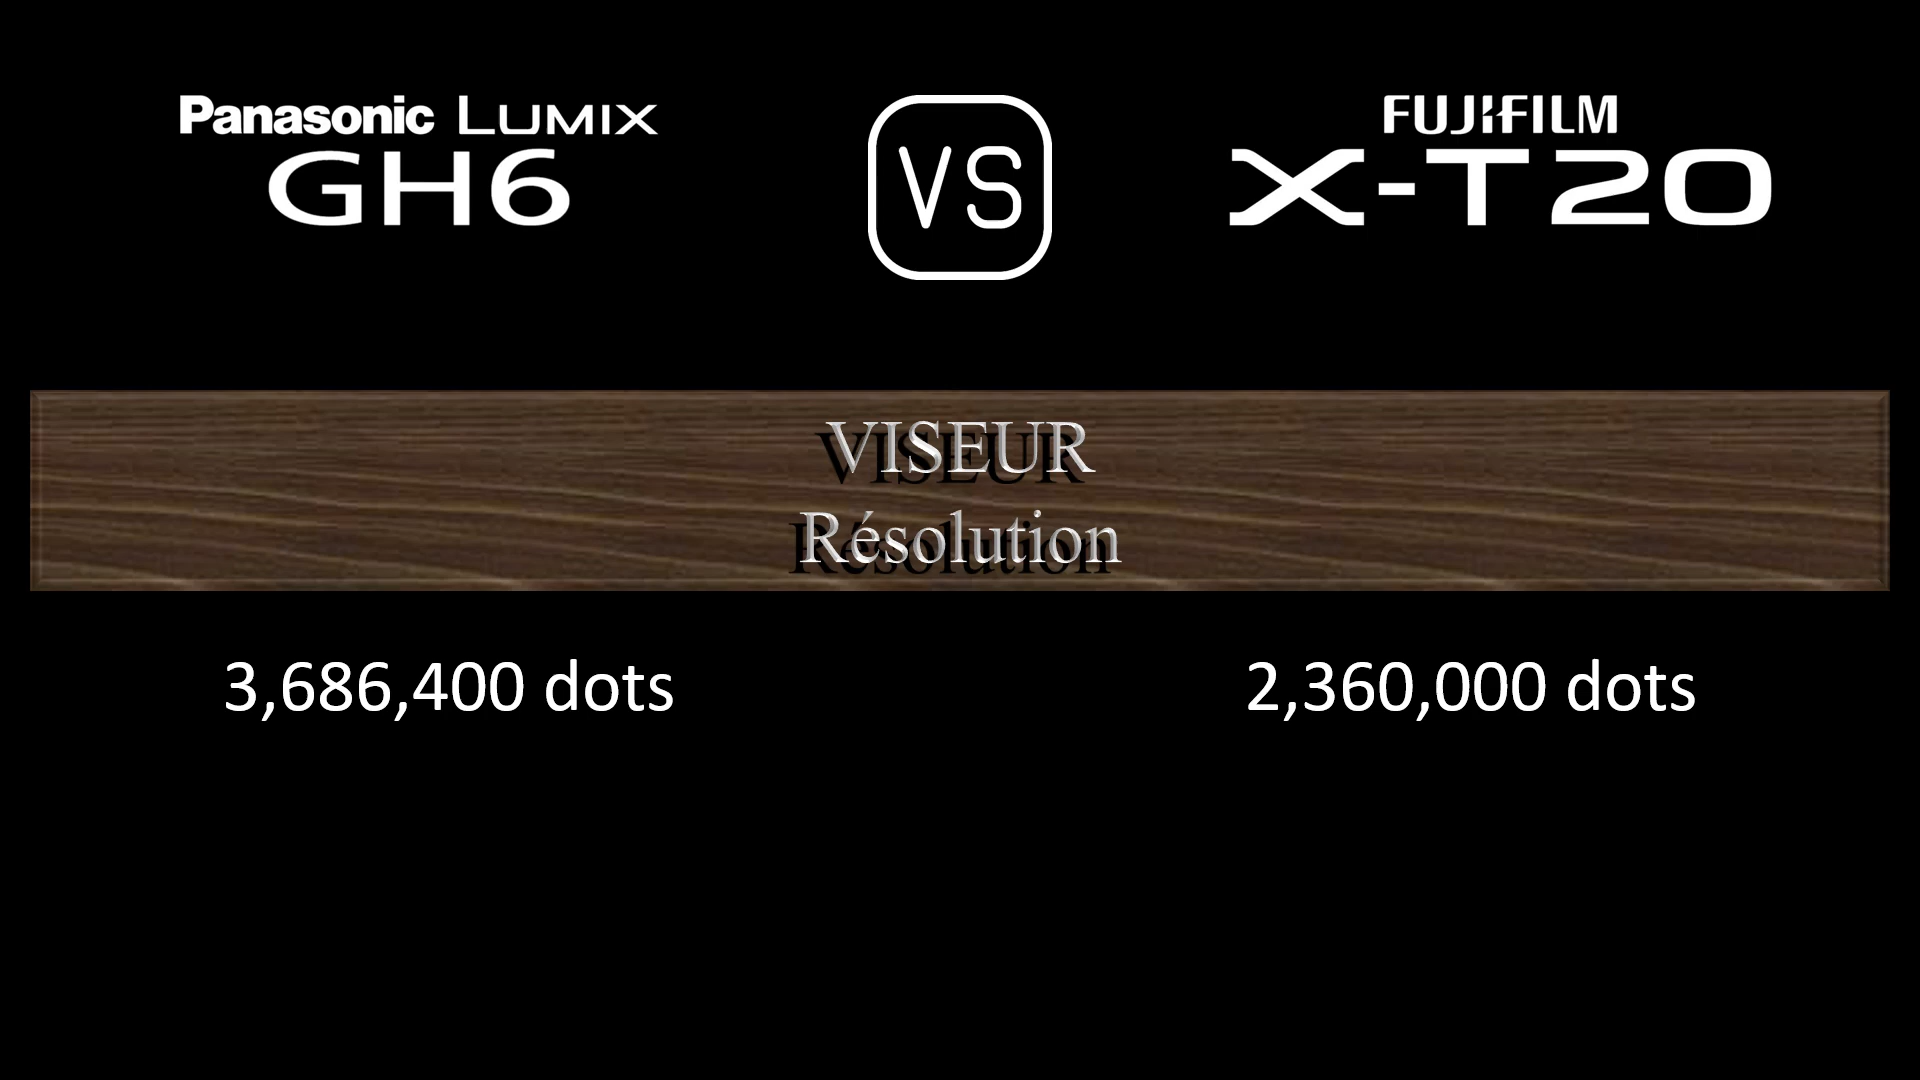 Panasonic LUMIX
GH6
VS
FUJIFILM
X-T20
VISEUR
Résolution
3,686,400 dots
2,360,000 dots